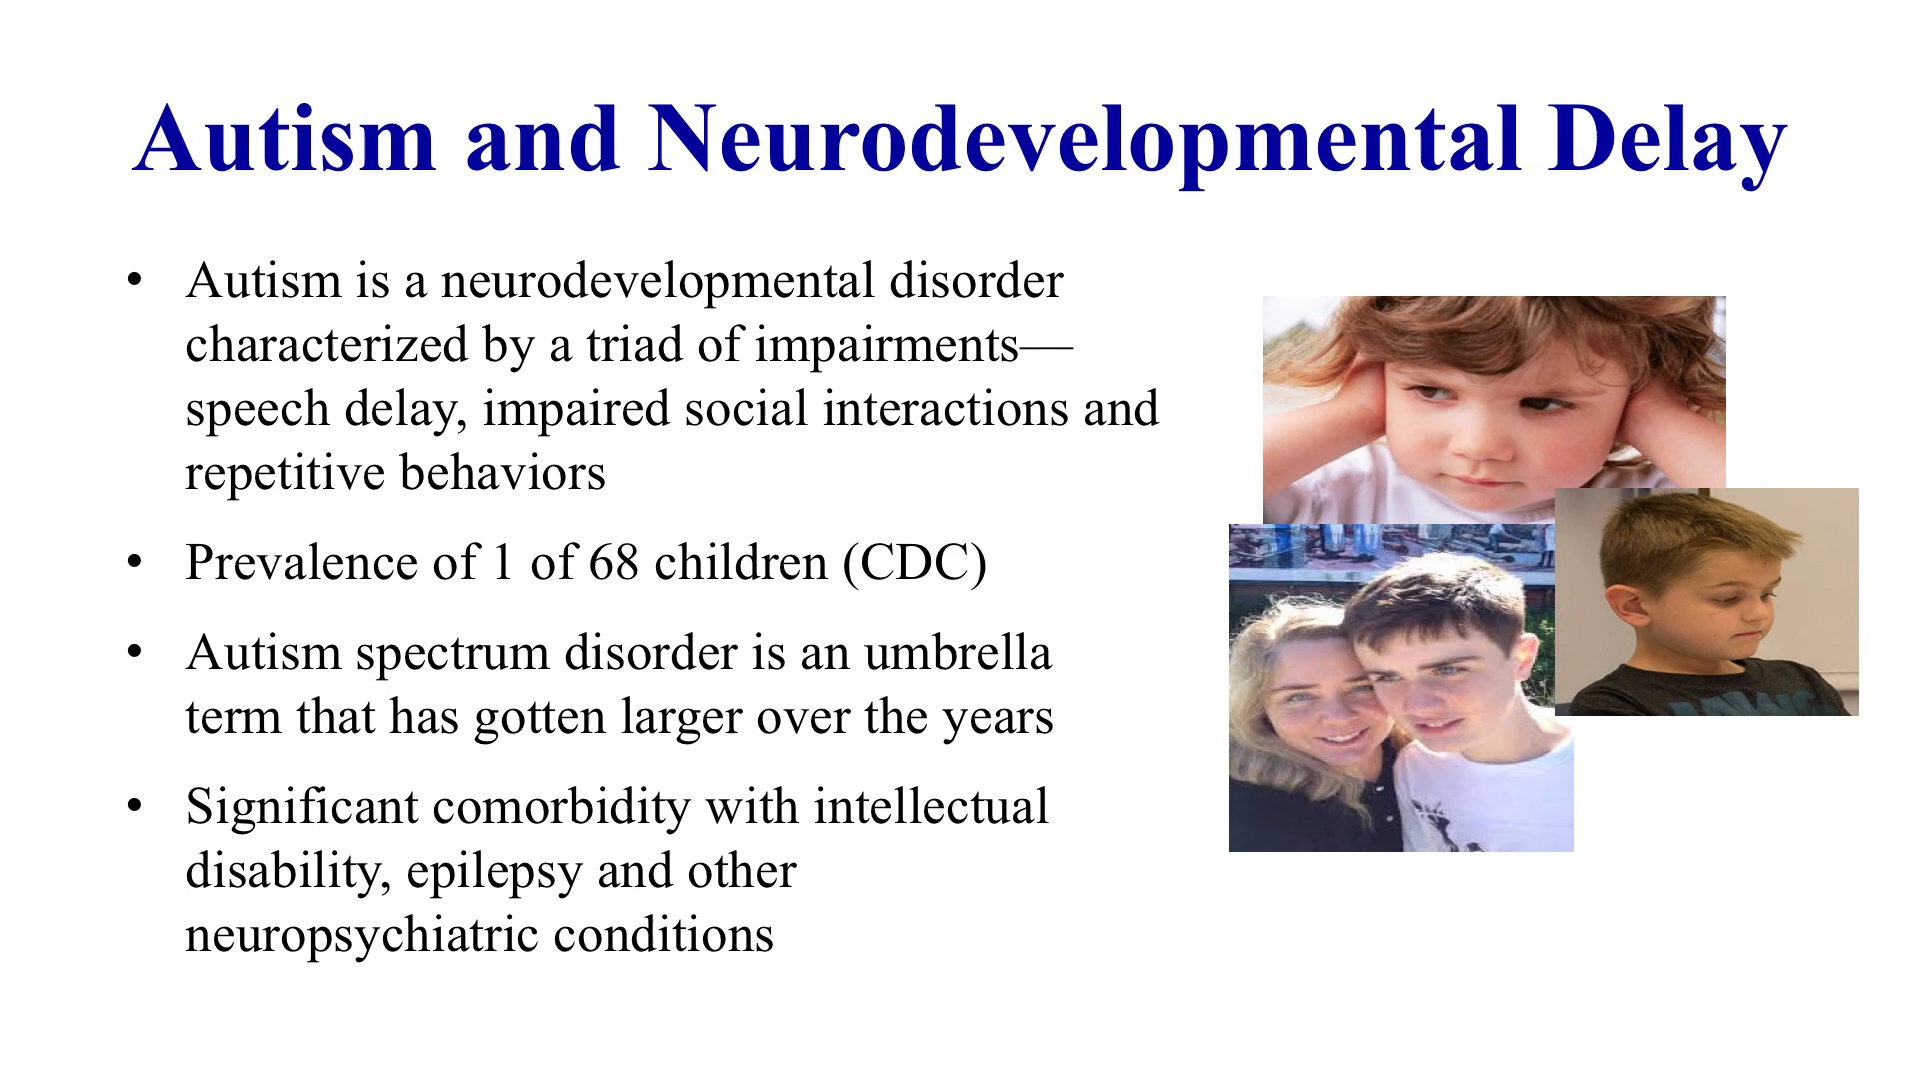 Autism and Neurodevelopmental Delay
• Autism is a neurodevelopmental disorder
characterized by a triad of impairments—
speech delay, impaired social interactions and
repetitive behaviors
• Prevalence of 1 of 68 children (CDC)
• Autism spectrum disorder is an umbrella
term that has gotten larger over the years
• Significant comorbidity with intellectual
disability, epilepsy and other
neuropsychiatric conditions